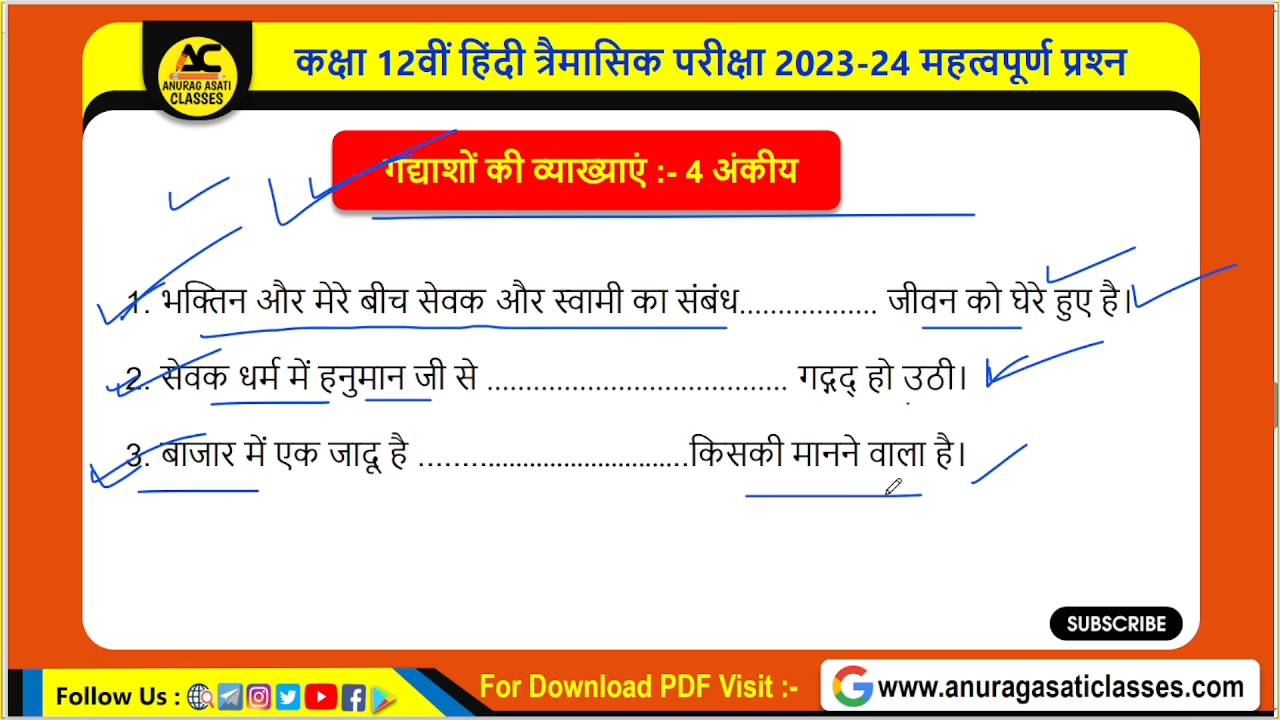 AC
ANURAG ASATI
CLASSES
कक्षा 12वीं हिंदी त्रैमासिक परीक्षा 2023-24 महत्वपूर्ण प्रश्न
गद्याशों की व्याख्याएं :- 4 अंकीय
1. भक्तिन और मेरे बीच सेवक और स्वामी का संबंध.................. जीवन को घेरे हुए है।
2. सेवक धर्म में हनुमान जी से ....................................... गद्गद् हो उठी।
3. बाजार में एक जादू है ...................................किसकी मानने वाला है।
SUBSCRIBE
Follow Us :
For Download PDF Visit :-
www.anuragasaticlasses.com